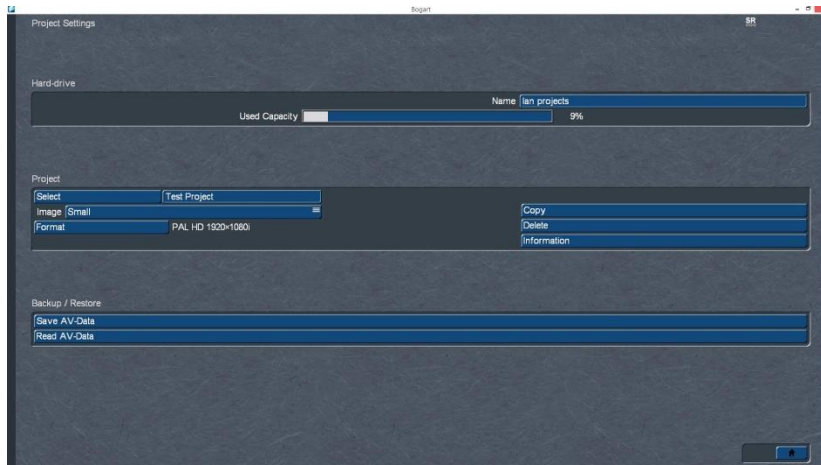 Bogart
Project Settings
SR
Hard-drive
Name Ian projects
Used Capacity 9%
Project
Select Test Project
Image Small
Copy
Format PAL HD 1920×1080i
Delete
Information
Backup / Restore
Save AV-Data
Read AV-Data